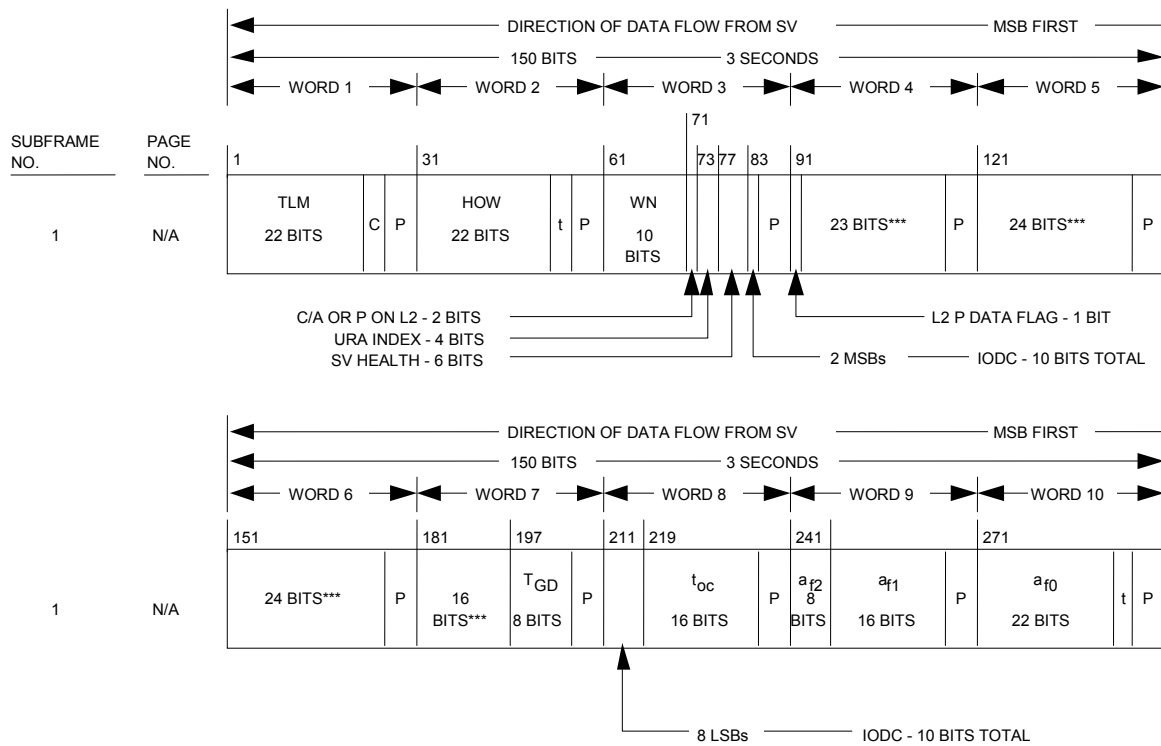 DIRECTION OF DATA FLOW FROM SV MSB FIRST
150 BITS 3 SECONDS
WORD 1 WORD 2 WORD 3 WORD 4 WORD 5
SUBFRAME NO. PAGE NO.
1 31 61 71 73 77 83 91 121
1 N/A
TLM 22 BITS C P
HOW 22 BITS t P
WN 10 BITS P
23 BITS*** P
24 BITS*** P
C/A OR P ON L2 - 2 BITS
URA INDEX - 4 BITS
SV HEALTH - 6 BITS
2 MSBs IODC - 10 BITS TOTAL
L2 P DATA FLAG - 1 BIT
DIRECTION OF DATA FLOW FROM SV MSB FIRST
150 BITS 3 SECONDS
WORD 6 WORD 7 WORD 8 WORD 9 WORD 10
151 181 197 211 219 241 271
1 N/A
24 BITS*** P
16 BITS***
TGD 8 BITS P
toc 16 BITS P
af2 8 BITS
af1 16 BITS P
af0 22 BITS t P
8 LSBs IODC - 10 BITS TOTAL